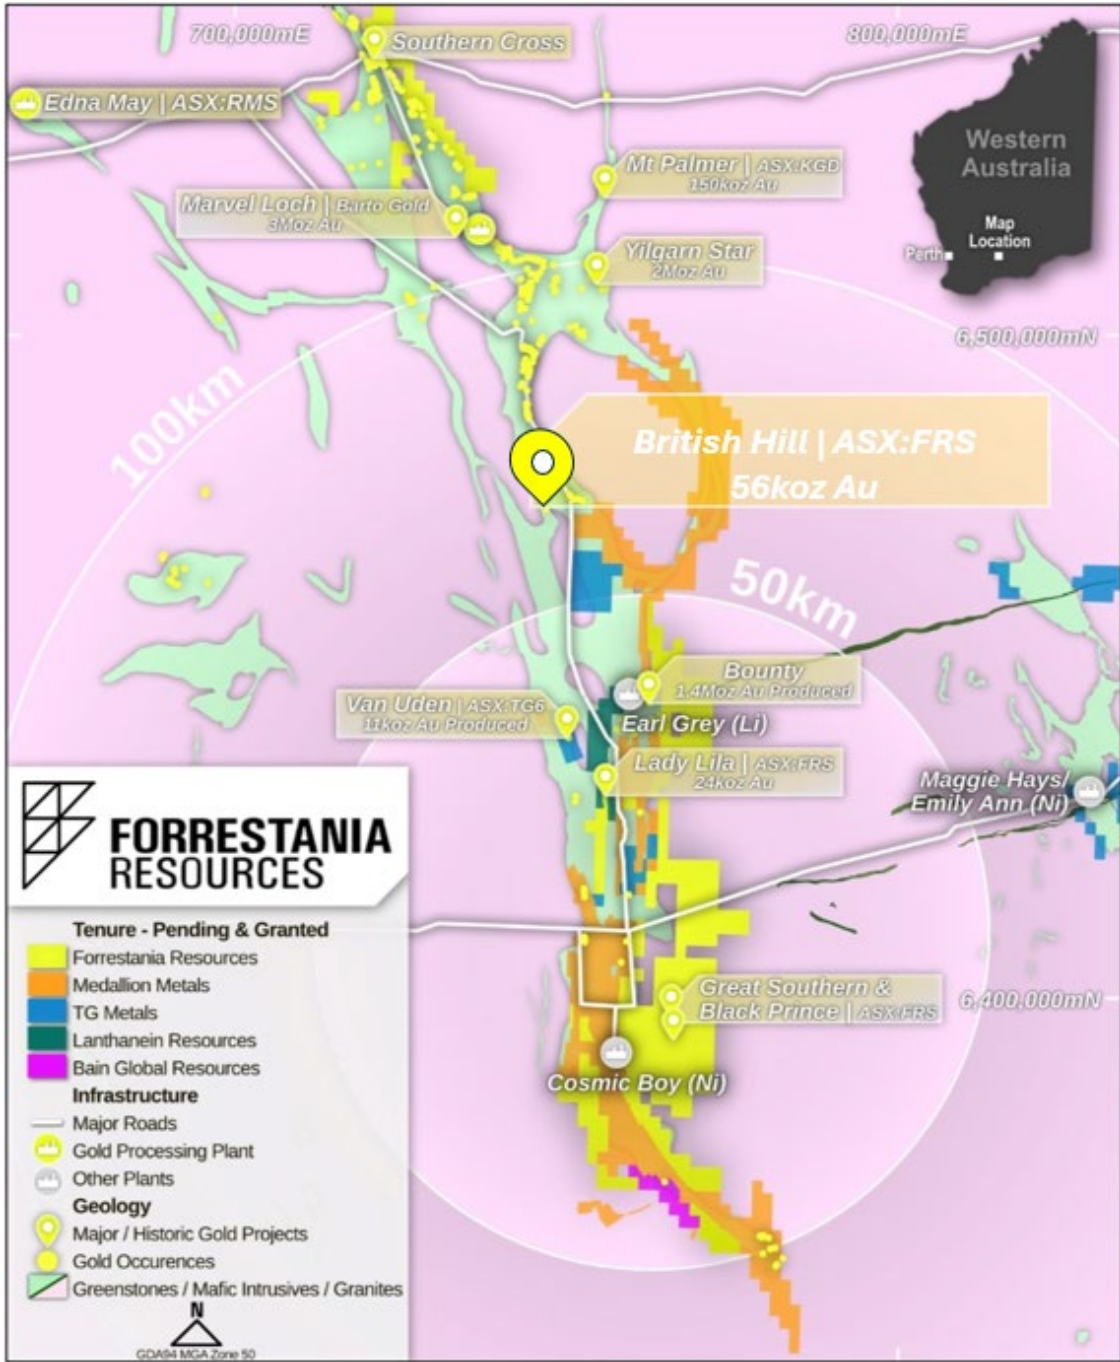 700,000mE
800,000mE
Southern Cross
Edna May | ASX:RMS
Western
Australia
Mt Palmer | ASX:KGD
150koz Au
Marvel Loch | Barto Gold
3Moz Au
Map
Location
Perth
Yilgarn Star
2Moz Au
6,500,000mN
100km
British Hill | ASX:FRS
56koz Au
50km
Bounty
1.4Moz Au Produced
Van Uden | ASX:TG6
11koz Au Produced
Earl Grey (Li)
Lady Lila | ASX:FRS
24koz Au
Maggie Hays/
Emily Ann (Ni)
Great Southern &
Black Prince | ASX:FRS
6,400,000mN
Cosmic Boy (Ni)
FORRESTANIA
RESOURCES
Tenure - Pending & Granted
Forrestania Resources
Medallion Metals
TG Metals
Lanthanein Resources
Bain Global Resources
Infrastructure
Major Roads
Gold Processing Plant
Other Plants
Geology
Major / Historic Gold Projects
Gold Occurences
Greenstones / Mafic Intrusives / Granites
N
GDA94 MGA Zone 50